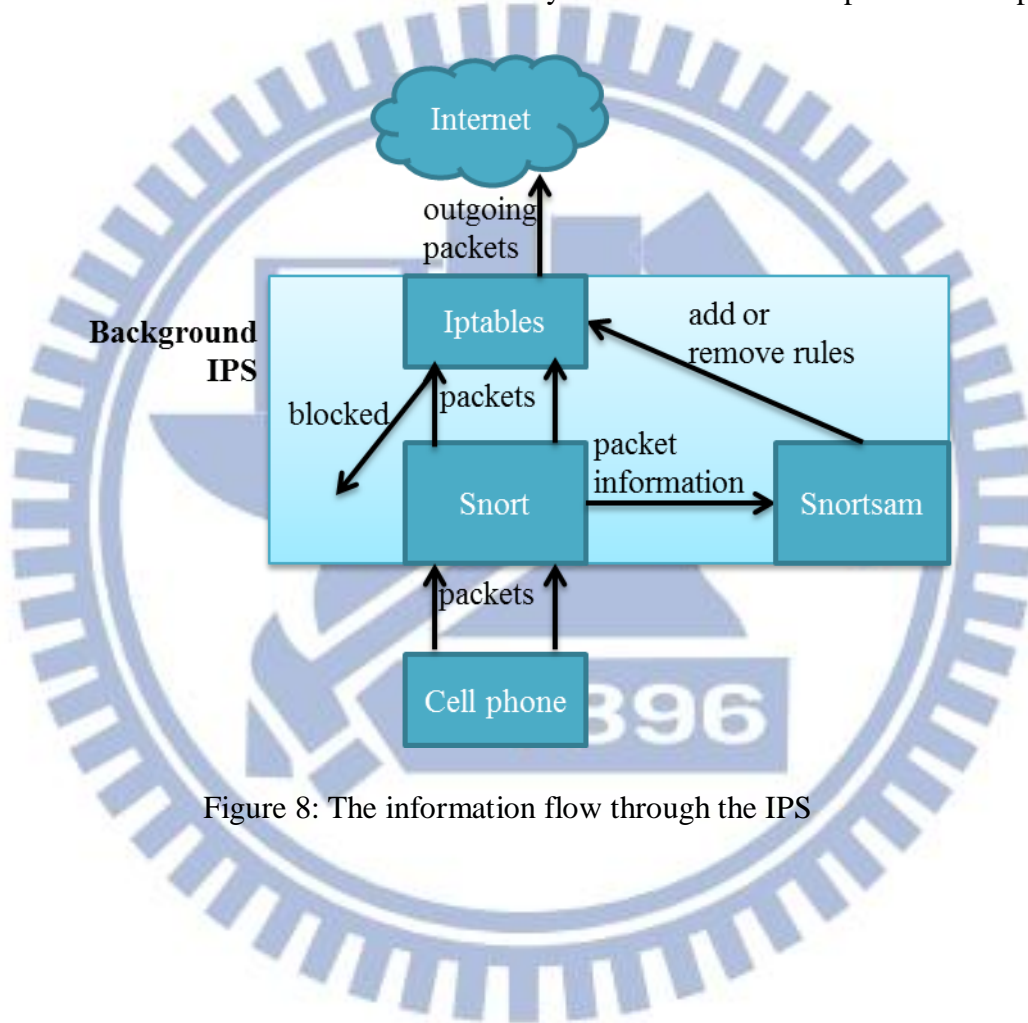 Internet
outgoing
packets
Background
IPS
Iptables
add or
remove rules
blocked
packets
packet
information
Snort
Snortsam
packets
Cell phone
896
Figure 8: The information flow through the IPS